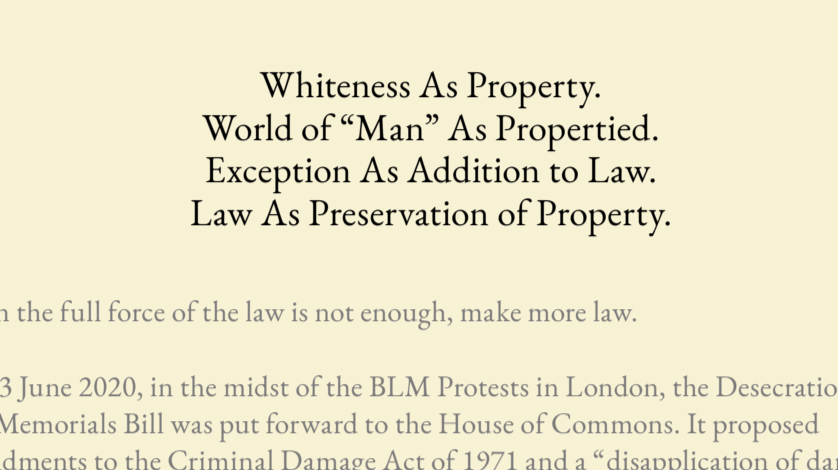 Whiteness As Property.
World of “Man” As Propertied.
Exception As Addition to Law.
Law As Preservation of Property.
the full force of the law is not enough, make more law.
3 June 2020, in the midst of the BLM Protests in London, the
Memorials Bill was put forward to the House of Commons. It proposed
to the Criminal Damage Act of 1971 and a “disapplication of